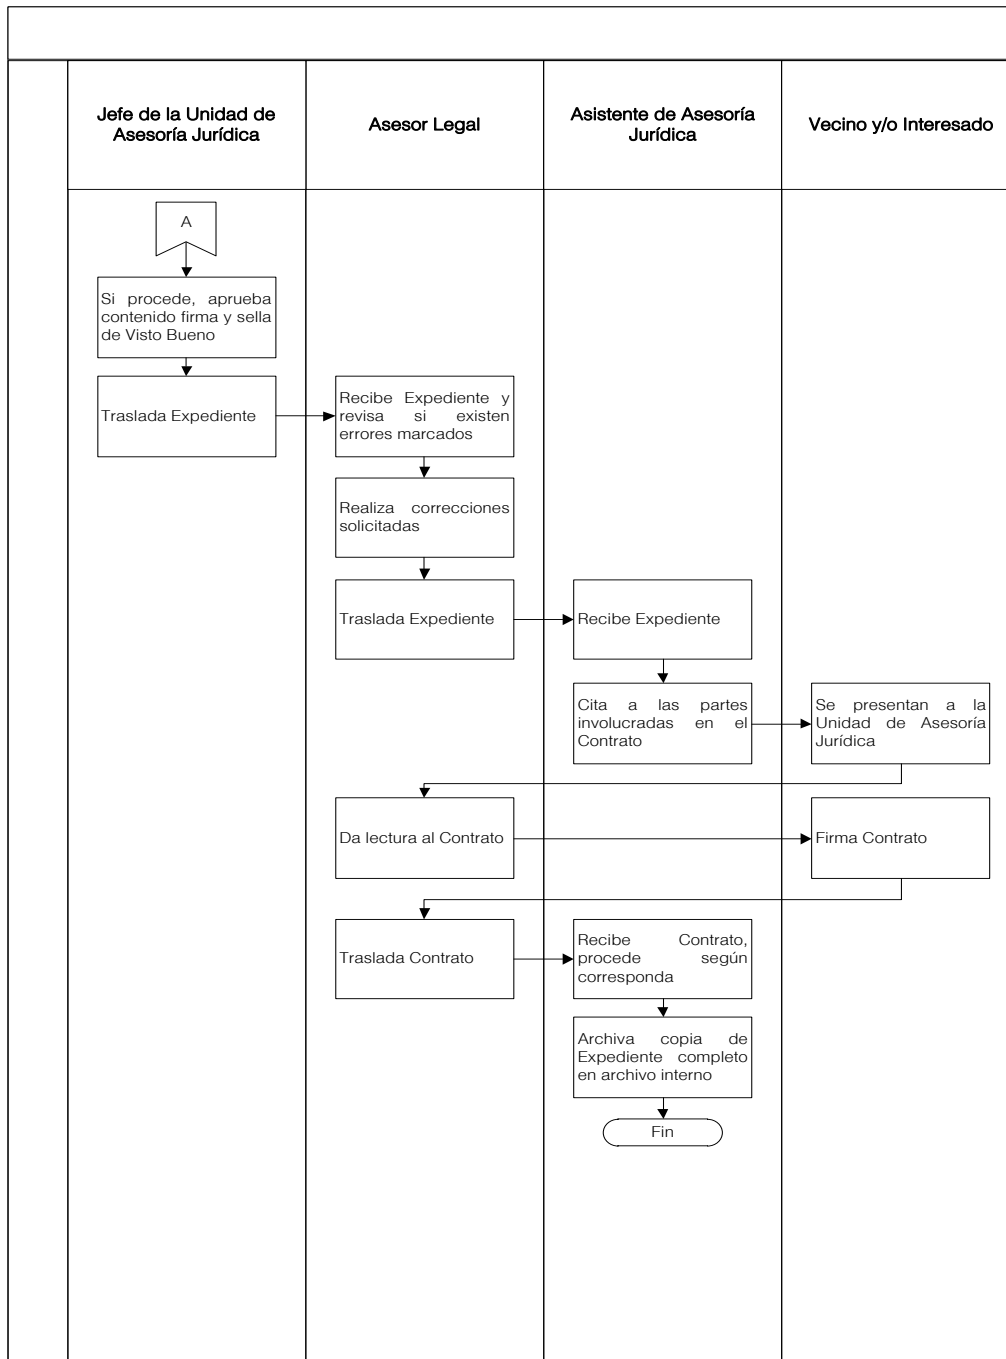 Jefe de la Unidad de
Asesoría Jurídica
Asesor Legal
Asistente de Asesoría
Jurídica
Vecino y/o Interesado
A
Si procede, aprueba
contenido firma y sella
de Visto Bueno
Traslada Expediente
Recibe Expediente y
revisa si existen
errores marcados
Realiza correcciones
solicitadas
Traslada Expediente
Recibe Expediente
Cita a las partes
involucradas en el
Contrato
Se presentan a la
Unidad de Asesoría
Jurídica
Da lectura al Contrato
Firma Contrato
Traslada Contrato
Recibe Contrato,
procede según
corresponda
Archiva copia de
Expediente completo
en archivo interno
Fin